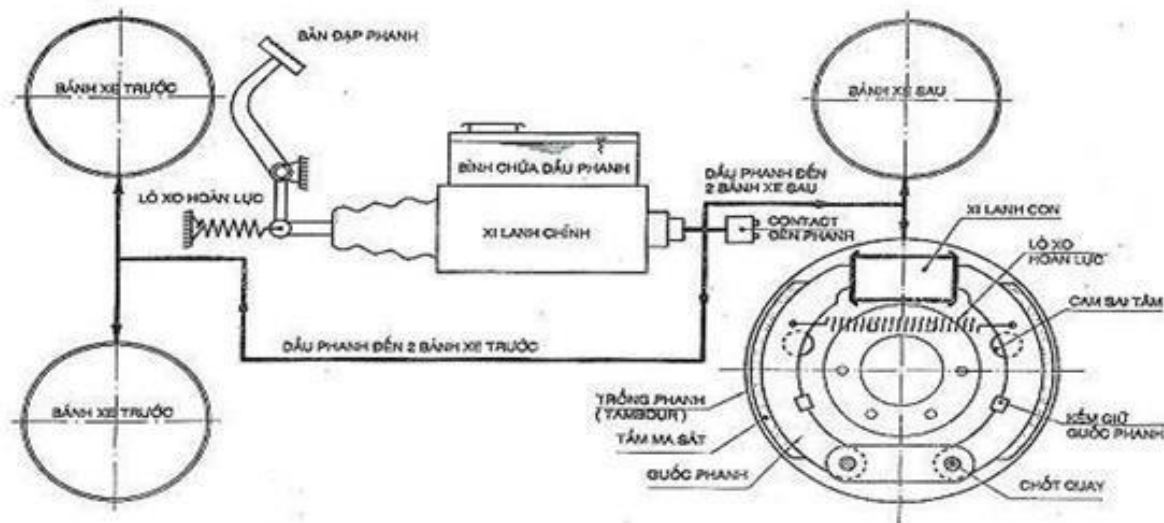 BÁNH XE TRƯỚC
BÀN ĐẠP PHANH
BÁNH XE SAU
BÌNH CHỨA DẦU PHANH
LÒ XO HOÀN LỰC
XI LANH CHÍNH
DẦU PHANH ĐẾN
2 BÁNH XE SAU
CONTACT
ĐÈN PHANH
XI LANH CON
LÒ XO
HOÀN LỰC
CAM SAI TÂM
DẦU PHANH ĐẾN 2 BÁNH XE TRƯỚC
BÁNH XE TRƯỚC
TRỐNG PHANH
(TAMBOUR)
TẤM MA SÁT
GUỐC PHANH
KẸM GIỮ
GUỐC PHANH
CHỐT QUAY